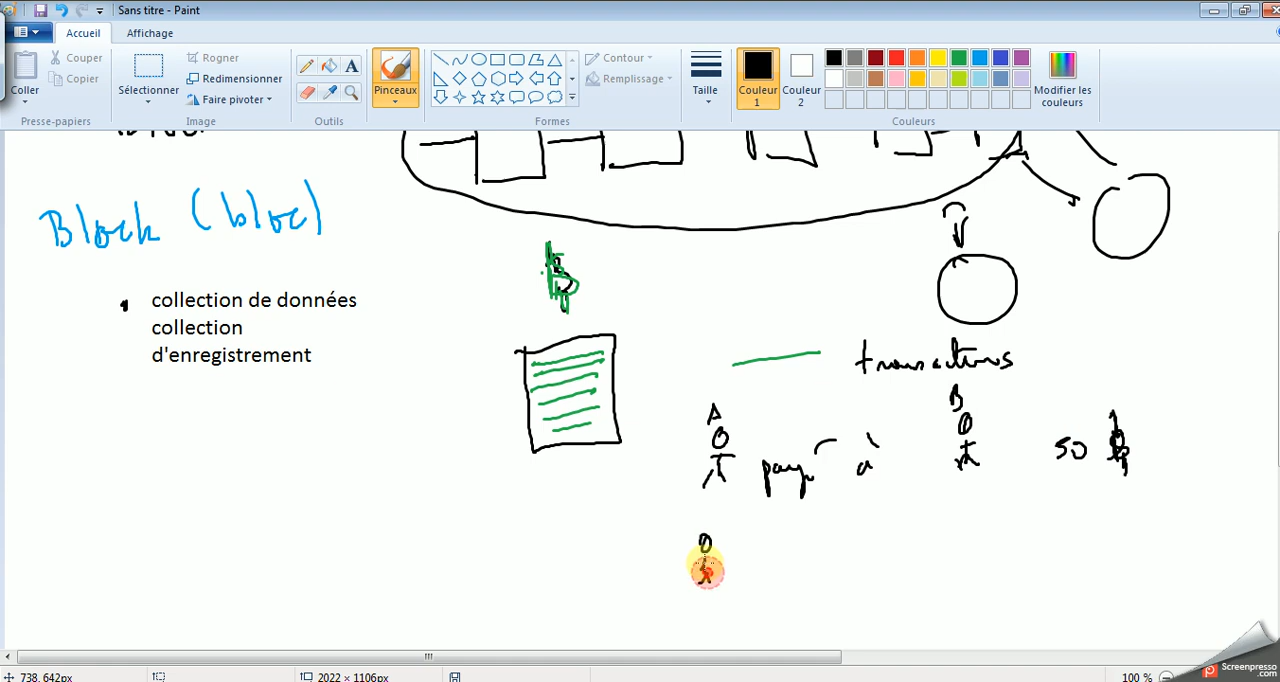 Sans titre - Paint
Accueil
Affichage
Coller
Couper
Copier
Presse-papiers
Sélectionner
Rogner
Redimensionner
Faire pivoter
Image
A
Outils
Pinceaux
Contour
Remplissage
Formes
Taille
Couleur 1
Couleur 2
Modifier les couleurs
Couleurs
Block (bloc)
collection de données
collection
d'enregistrement
transactions
A
B
à
50
738, 642px
2022 × 1106px
100 %
Screenpresso
.com